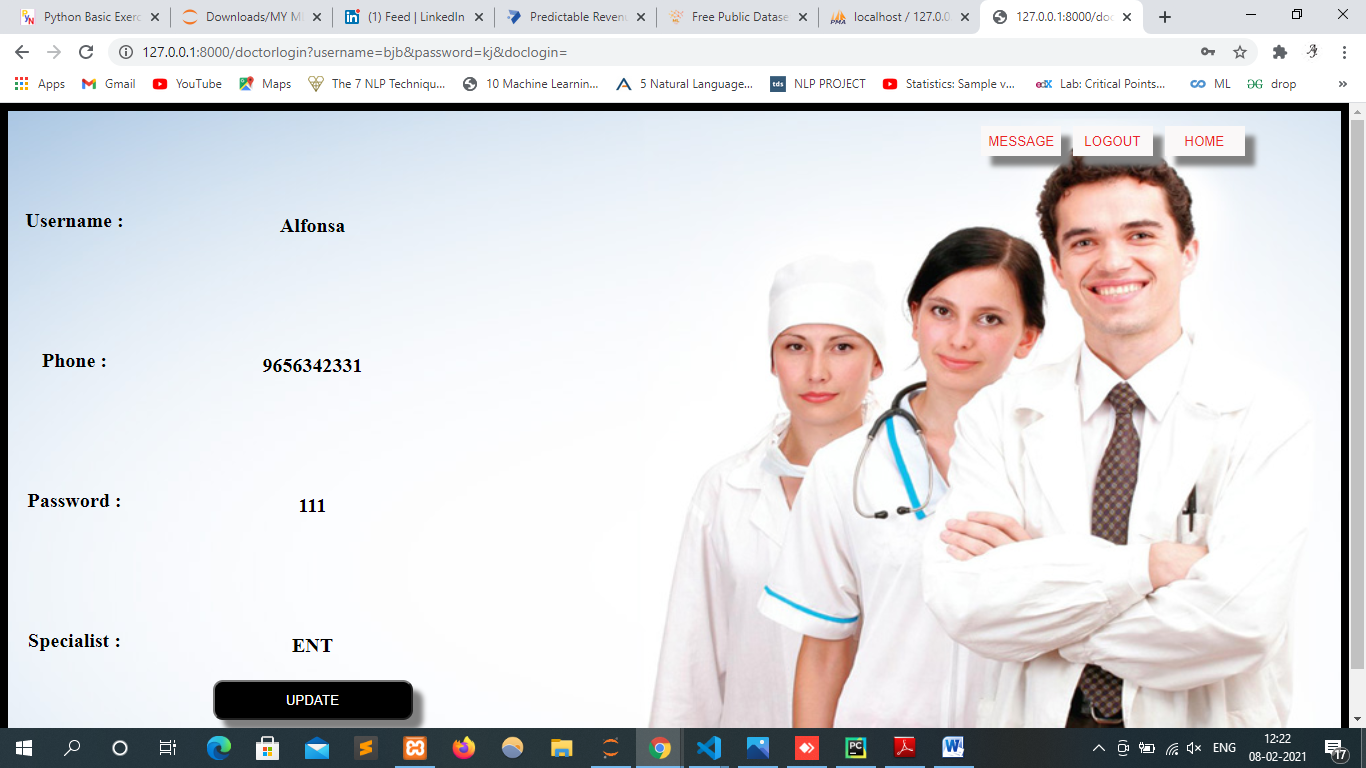 Python Basic Exerc
Downloads/MY M
(1) Feed | LinkedIn
Predictable Revenu
Free Public Datase
localhost / 127.0.0
127.0.0.1:8000/doc
127.0.0.1:8000/doctorlogin?username=bjb&password=kj&doclogin=
Apps
Gmail
YouTube
Maps
The 7 NLP Techniqu...
10 Machine Learnin...
5 Natural Language...
tds
NLP PROJECT
Statistics: Sample v...
edX
Lab: Critical Points...
ML
drop
MESSAGE
LOGOUT
HOME
Username :
Alfonsa
Phone :
9656342331
Password :
111
Specialist :
ENT
UPDATE
ENG
12:22
08-02-2021
17